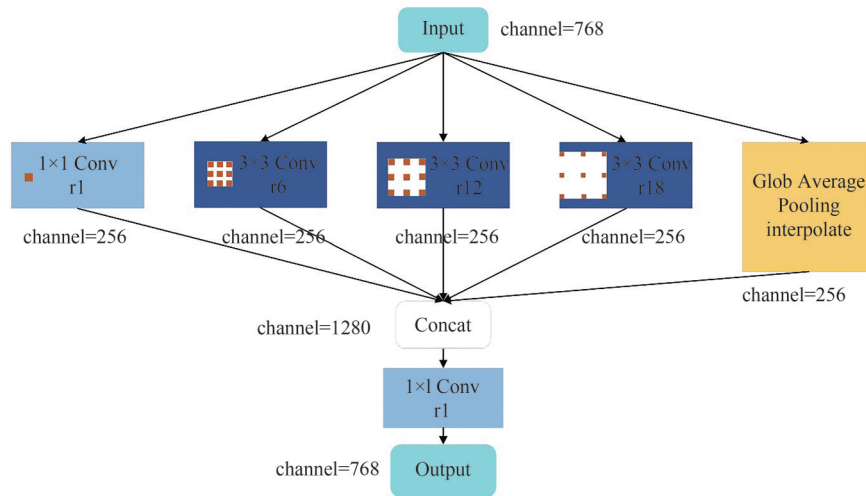 Input
channel=768
1×1 Conv
r1
3×3 Conv
r6
3×3 Conv
r12
3×3 Conv
r18
Glob Average
Pooling
interpolate
channel=256
channel=256
channel=256
channel=256
channel=256
Concat
channel=1280
1×l Conv
r1
channel=768
Output